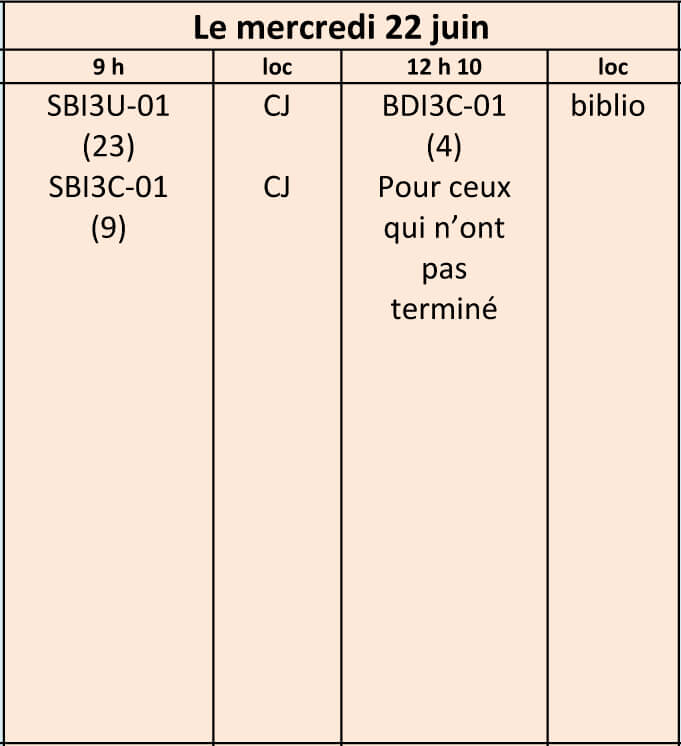 Le mercredi 22 juin
9 h loc 12 h 10 loc
SBI3U-01 CJ BDI3C-01 biblio
(23) (4)
SBI3C-01 CJ Pour ceux
(9) qui n’ont
pas
terminé